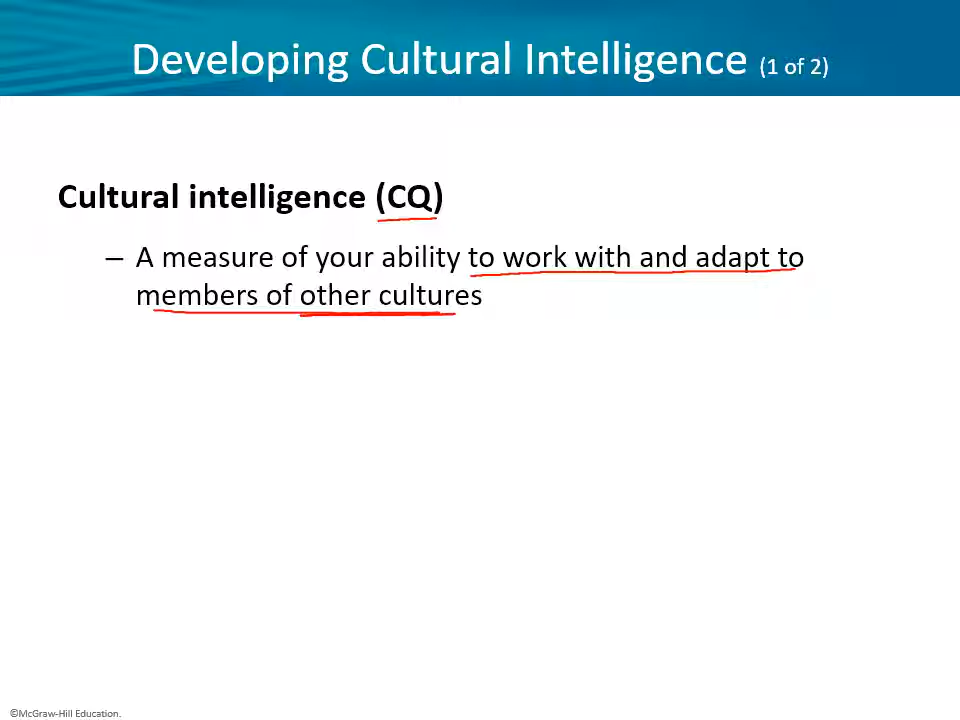 Developing Cultural Intelligence (1 of 2)
Cultural intelligence (CQ)
– A measure of your ability to work with and adapt to
members of other cultures
©McGraw-Hill Education.